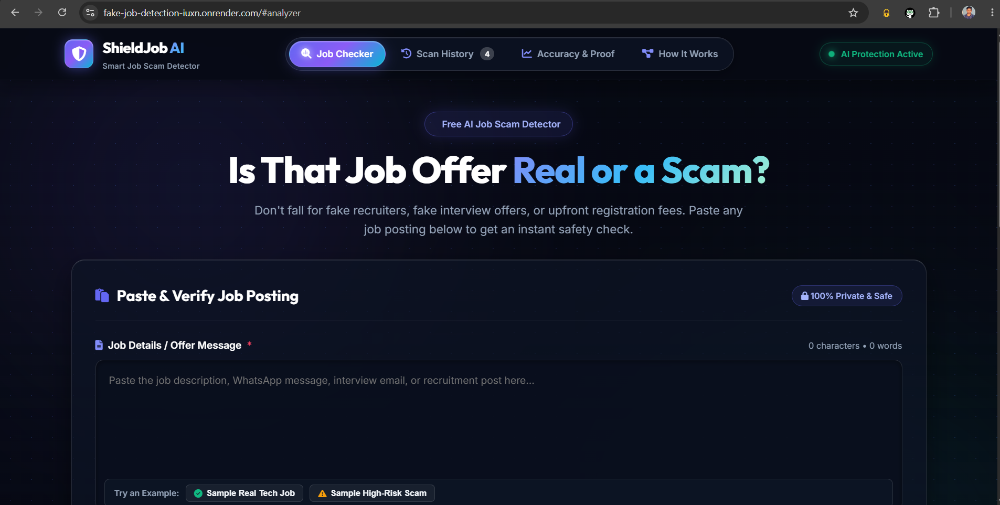 fake-job-detection-iuxn.onrender.com/#analyzer
ShieldJob AI
Smart Job Scam Detector
Job Checker
Scan History 4
Accuracy & Proof
How It Works
AI Protection Active
Free AI Job Scam Detector
Is That Job Offer Real or a Scam?
Don't fall for fake recruiters, fake interview offers, or upfront registration fees. Paste any
job posting below to get an instant safety check.
Paste & Verify Job Posting
100% Private & Safe
Job Details / Offer Message *
0 characters • 0 words
Paste the job description, WhatsApp message, interview email, or recruitment post here...
Try an Example:
Sample Real Tech Job
Sample High-Risk Scam